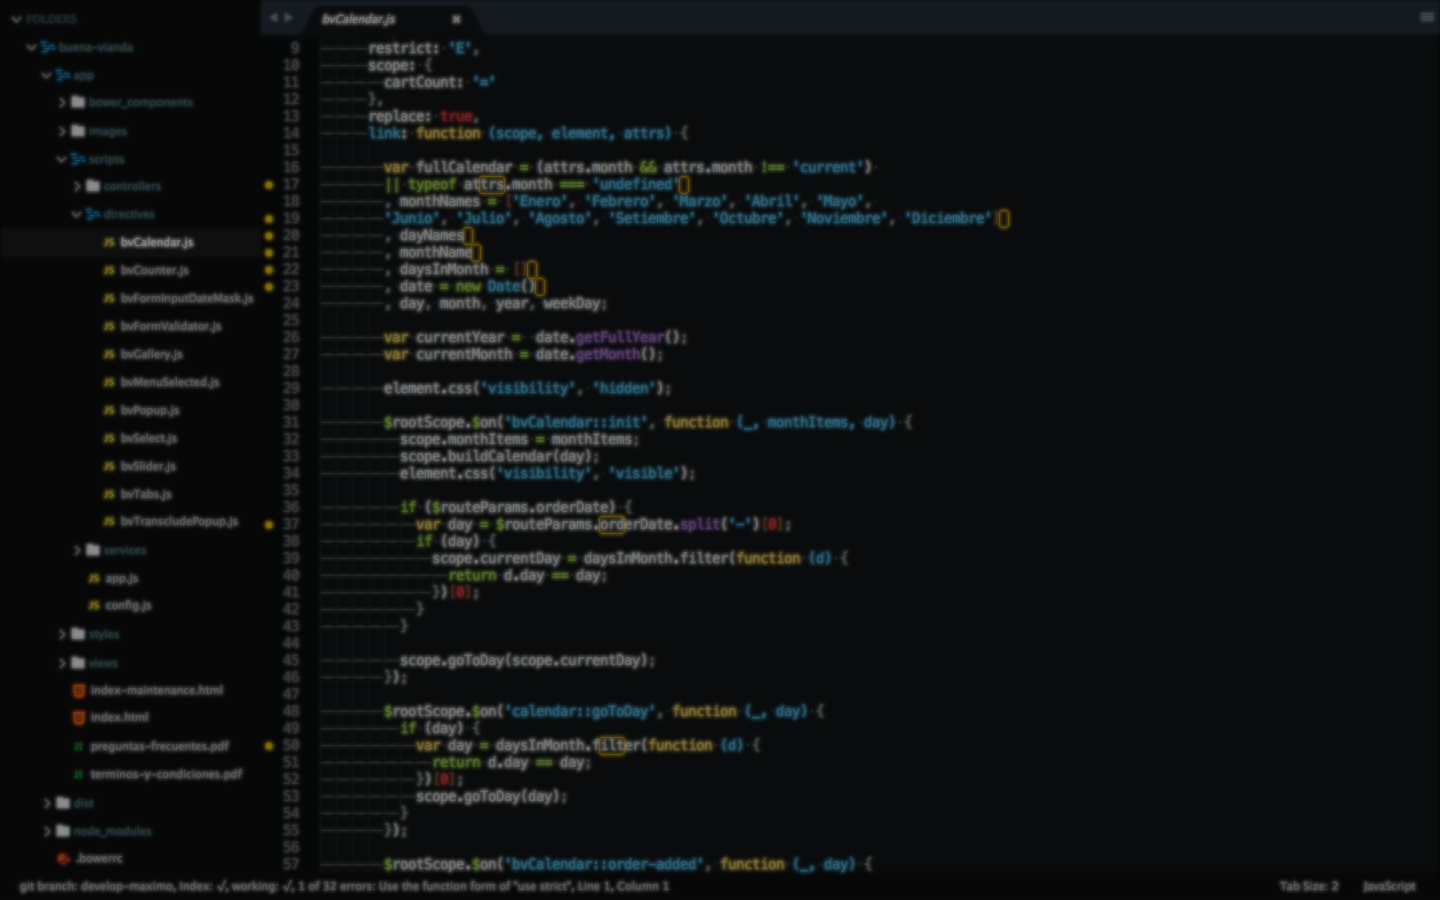 FOLDERS
buena-vianda
app
bower_components
images
scripts
controllers
directives
bvCalendar.js
bvCounter.js
bvFormInputDateMask.js
bvFormValidator.js
bvGallery.js
bvMenuSelected.js
bvPopup.js
bvSelect.js
bvSlider.js
bvTabs.js
bvTranscludePopup.js
services
app.js
config.js
styles
views
index-maintenance.html
index.html
preguntas-frecuentes.pdf
terminos-y-condiciones.pdf
dist
node_modules
.bowerrc
bvCalendar.js
9 restrict: 'E',
10 scope: {
11 cartCount: '='
12 },
13 replace: true,
14 link: function (scope, element, attrs) {
15
16 var fullCalendar = (attrs.month && attrs.month !== 'current')
17 || typeof attrs.month === 'undefined'
18 , monthNames = ['Enero', 'Febrero', 'Marzo', 'Abril', 'Mayo',
19 'Junio', 'Julio', 'Agosto', 'Setiembre', 'Octubre', 'Noviembre', 'Diciembre']
20 , dayNames
21 , monthName
22 , daysInMonth = []
23 , date = new Date()
24 , day, month, year, weekDay;
25
26 var currentYear =  date.getFullYear();
27 var currentMonth = date.getMonth();
28
29 element.css('visibility', 'hidden');
30
31 $rootScope.$on('bvCalendar::init', function (_, monthItems, day) {
32 scope.monthItems = monthItems;
33 scope.buildCalendar(day);
34 element.css('visibility', 'visible');
35
36 if ($routeParams.orderDate) {
37 var day = $routeParams.orderDate.split('-')[0];
38 if (day) {
39 scope.currentDay = daysInMonth.filter(function (d) {
40 return d.day == day;
41 })[0];
42 }
43 }
44
45 scope.goToDay(scope.currentDay);
46 });
47
48 $rootScope.$on('calendar::goToDay', function (_, day) {
49 if (day) {
50 var day = daysInMonth.filter(function (d) {
51 return d.day == day;
52 })[0];
53 scope.goToDay(day);
54 }
55 });
56
57 $rootScope.$on('bvCalendar::order-added', function (_, day) {
git branch: develop-maximo, index: √, working: √, 1 of 32 errors: Use the function form of "use strict", Line 1, Column 1
Tab Size: 2 JavaScript